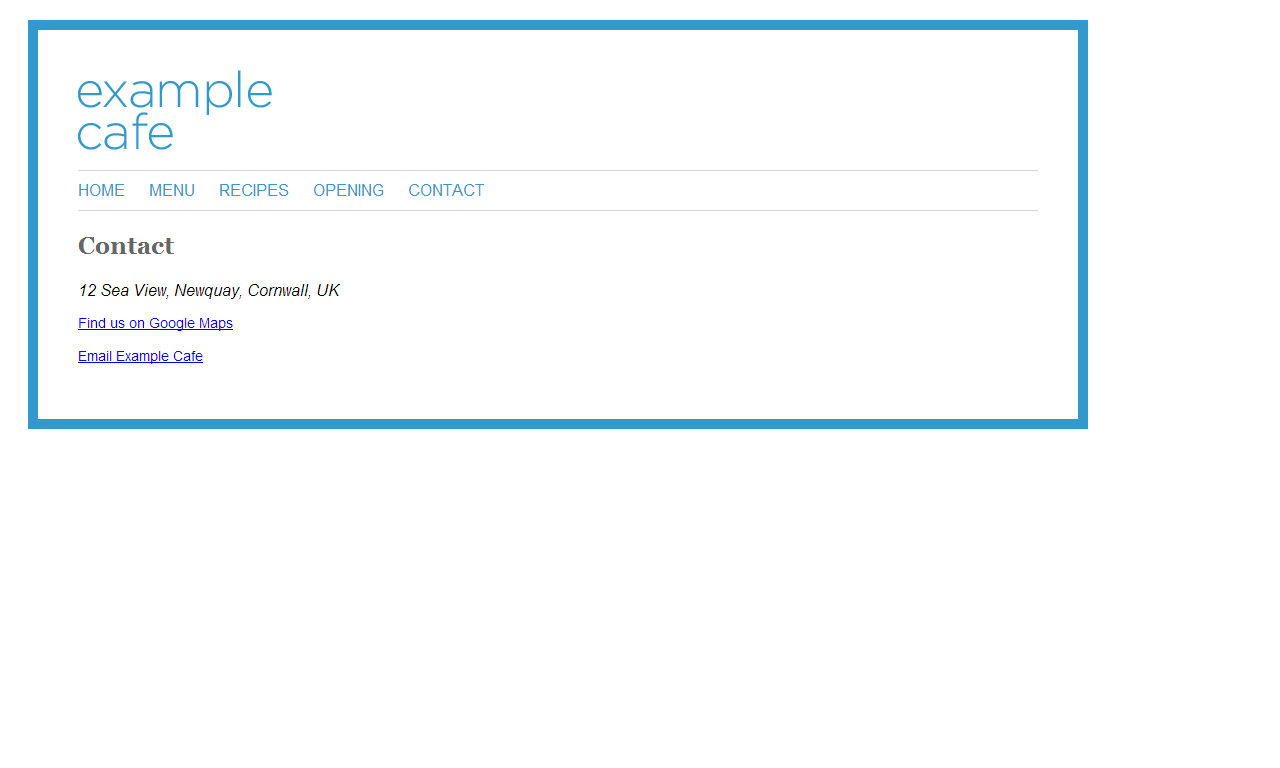 example
cafe
HOME MENU RECIPES OPENING CONTACT
Contact
12 Sea View, Newquay, Cornwall, UK
Find us on Google Maps
Email Example Cafe